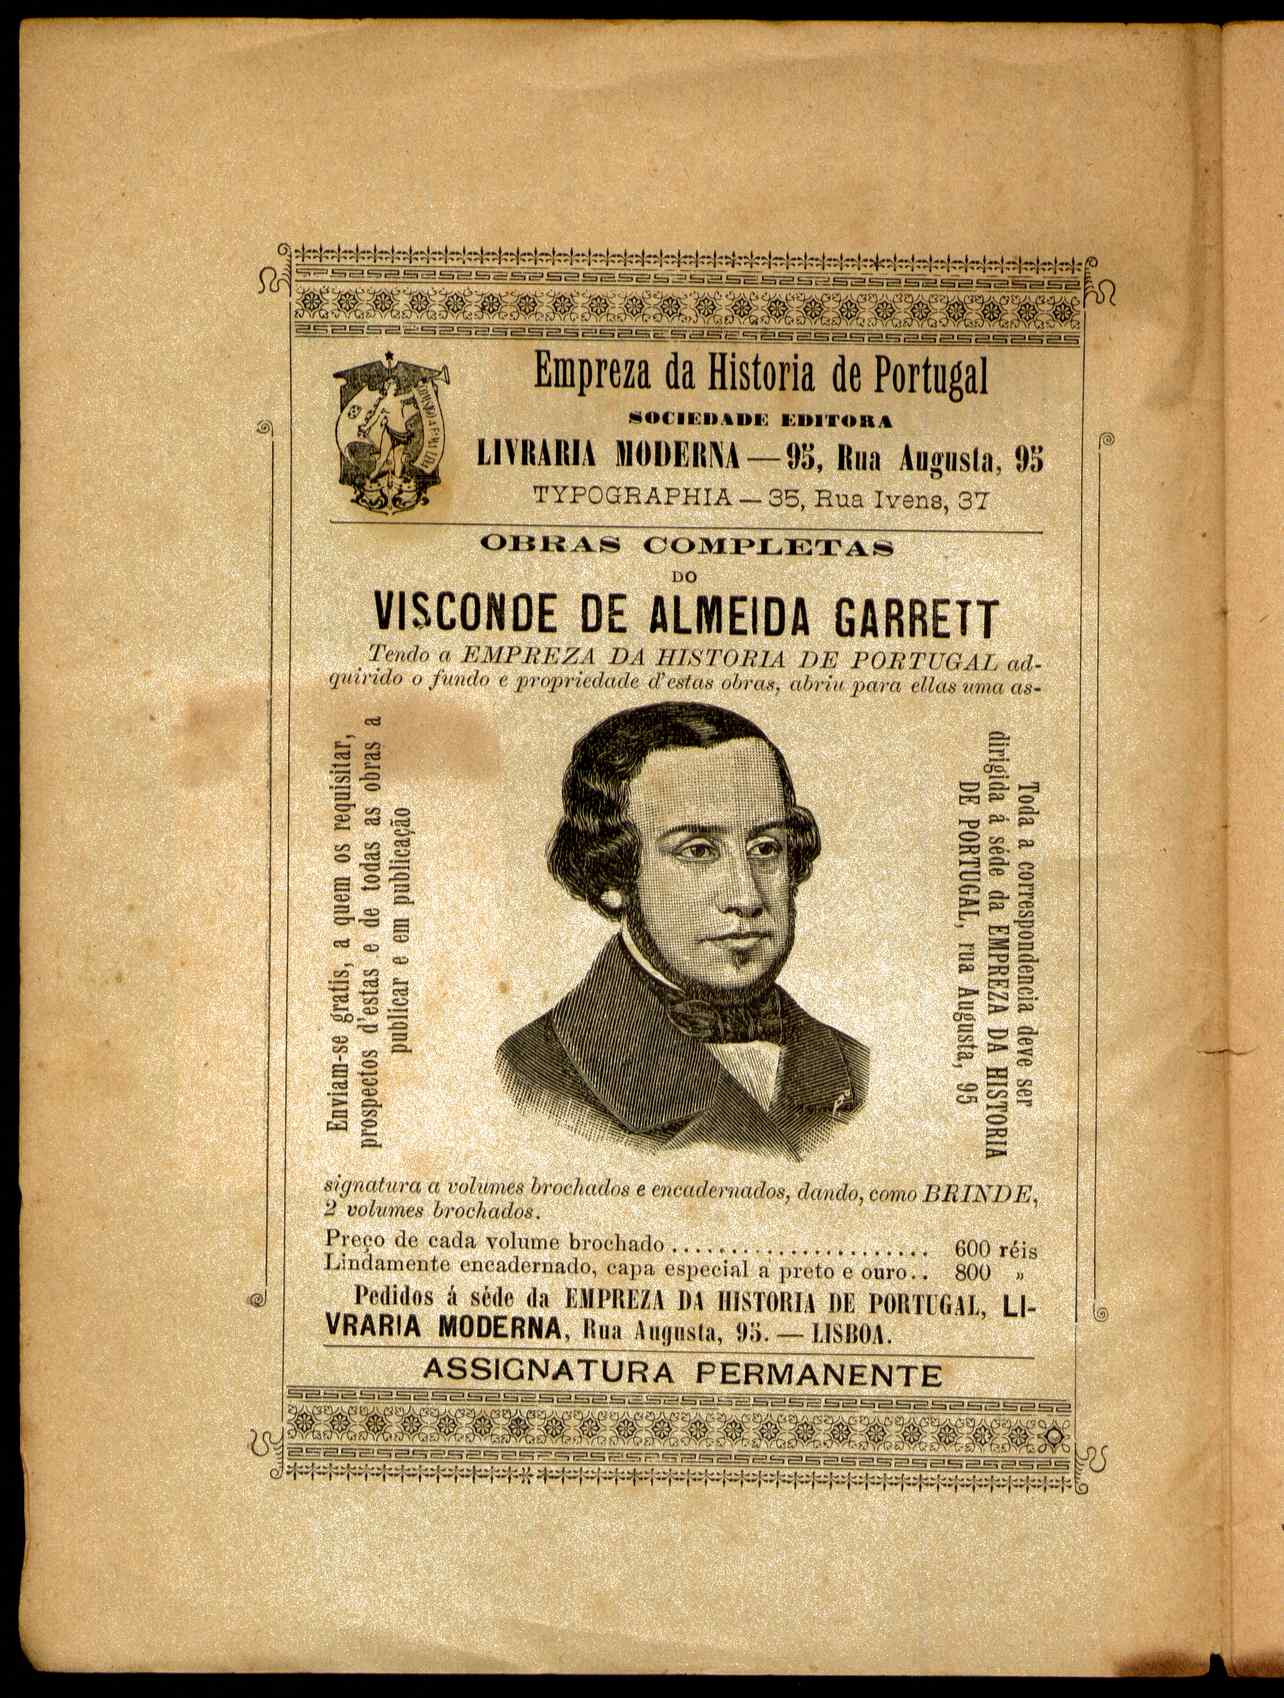 Empreza da Historia de Portugal
SOCIEDADE EDITORA
LIVRARIA MODERNA — 95, Rua Augusta, 95
TYPOGRAPHIA — 35, Rua Ivens, 37
OBRAS COMPLETAS
DO
VISCONDE DE ALMEIDA GARRETT
Tendo a EMPREZA DA HISTORIA DE PORTUGAL ad-
quirido o fundo e propriedade d'estas obras, abriu para ellas uma as-
Enviam-se gratis, a quem os requisitar,
prospectos d'estas e de todas as obras a
publicar e em publicação
Toda a correspondencia deve ser
dirigida á séde da EMPREZA DA HISTORIA
DE PORTUGAL, rua Augusta, 95
signatura a volumes brochados e encadernados, dando, como BRINDE,
2 volumes brochados.
Preço de cada volume brochado ...................... 600 réis
Lindamente encadernado, capa especial a preto e ouro.. 800 »
Pedidos á séde da EMPREZA DA HISTORIA DE PORTUGAL, LI-
VRARIA MODERNA, Rua Augusta, 95. — LISBOA.
ASSIGNATURA PERMANENTE